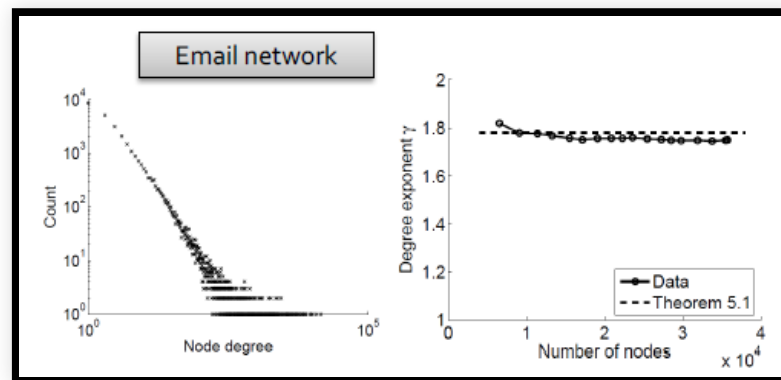 Email network
10^4
10^3
10^2
10^1
10^0
Count
10^0
10^5
Node degree
2
1.8
1.6
1.4
1.2
1
Degree exponent γ
Data
Theorem 5.1
0 1 2 3 4
Number of nodes
x 10^4